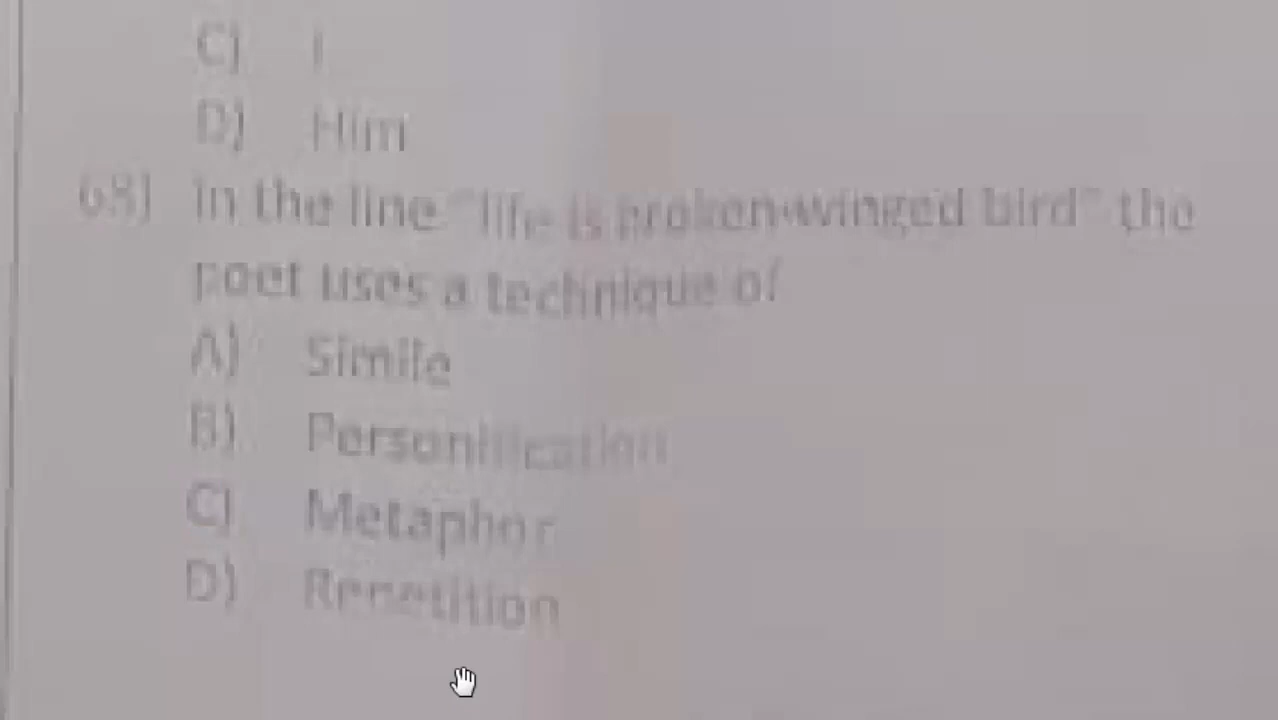 C) I
D) Him
68) In the line "life is broken-winged bird" the
poet uses a technique of
A) Simile
B) Personification
C) Metaphor
D) Repetition